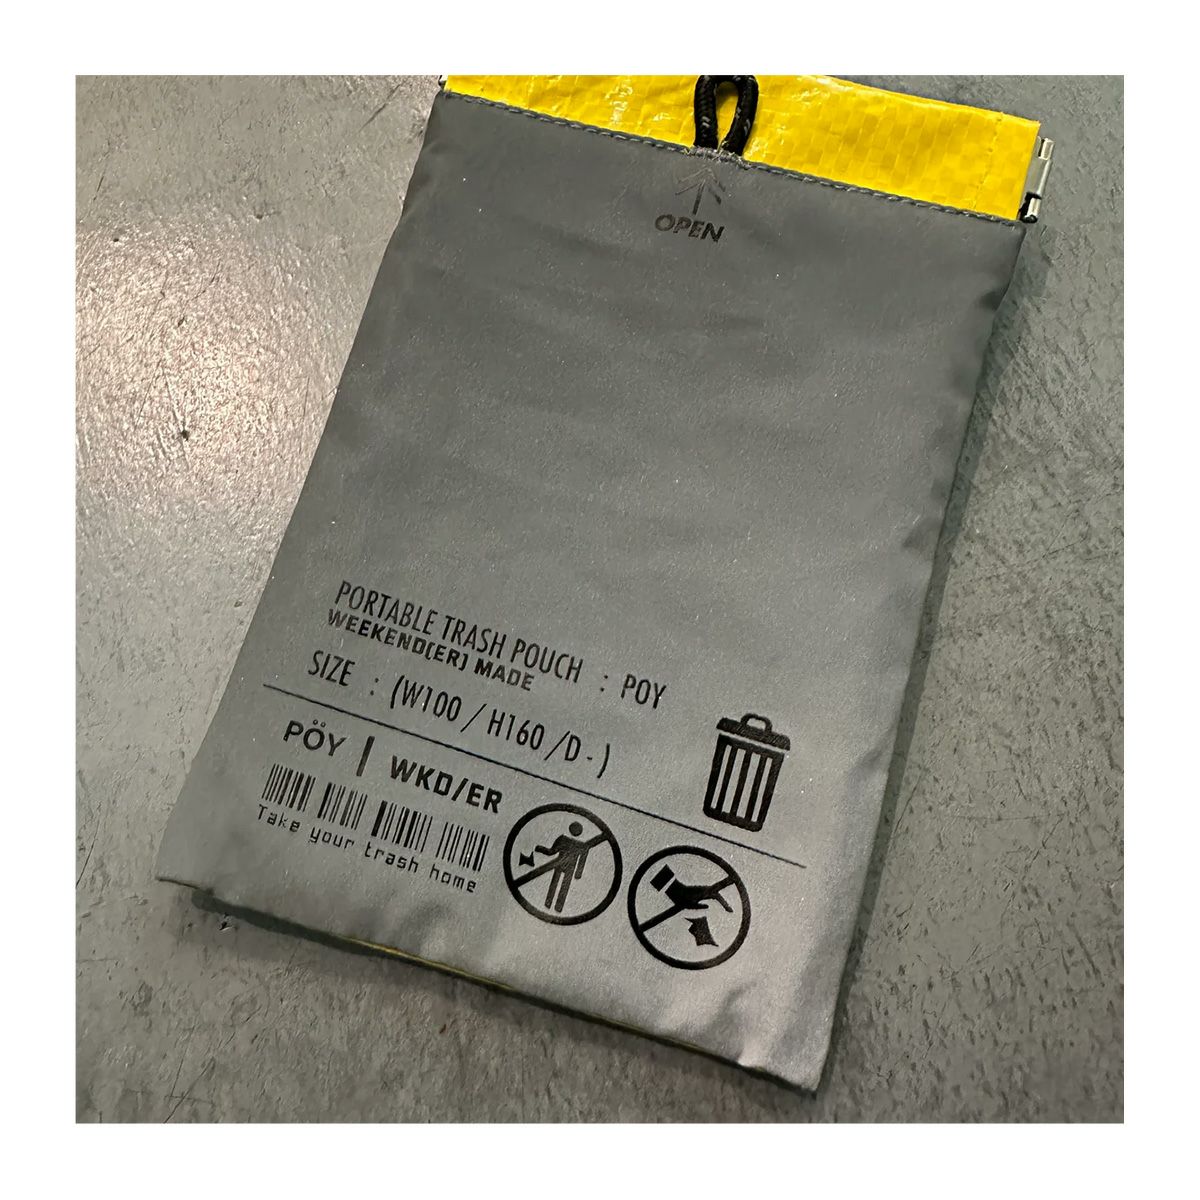 OPEN
PORTABLE TRASH POUCH : POY
WEEKEND(ER) MADE
SIZE : (W100 / H160 / D - )
PÖY | WKD/ER
Take your trash home